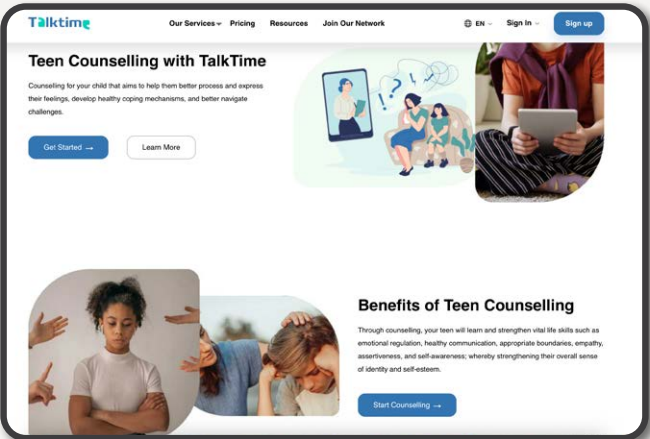 Talktime
Our Services Pricing Resources Join Our Network EN Sign In Sign up
Teen Counselling with TalkTime
Counselling for your child that aims to help them better process and express
their feelings, develop healthy coping mechanisms, and better navigate
challenges.
Get Started → Learn More
Benefits of Teen Counselling
Through counselling, your teen will learn and strengthen vital life skills such as
emotional regulation, healthy communication, appropriate boundaries, empathy,
assertiveness, and self-awareness; whereby strengthening their overall sense
of identity and self-esteem.
Start Counselling →